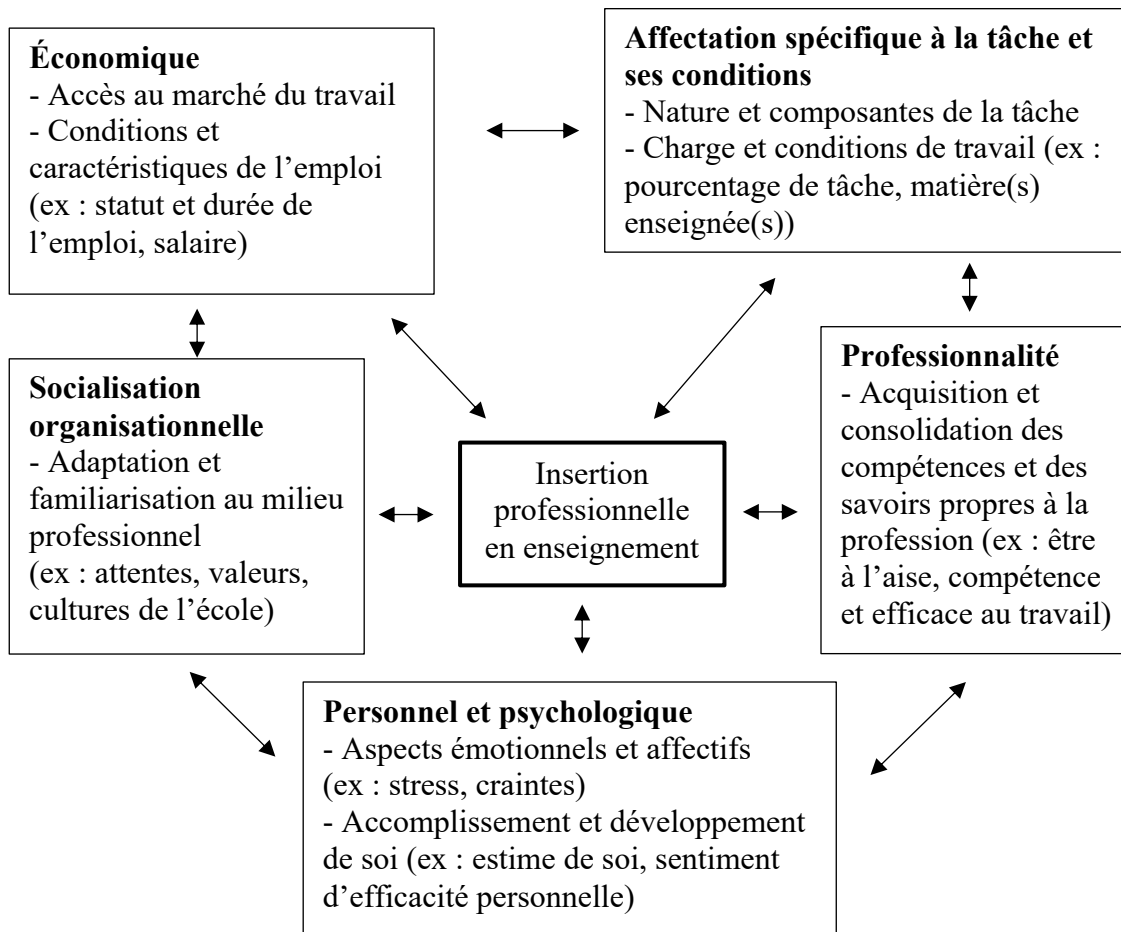 Économique
- Accès au marché du travail
- Conditions et
caractéristiques de l’emploi
(ex : statut et durée de
l’emploi, salaire)
Affectation spécifique à la tâche et
ses conditions
- Nature et composantes de la tâche
- Charge et conditions de travail (ex :
pourcentage de tâche, matière(s)
enseignée(s))
Socialisation
organisationnelle
- Adaptation et
familiarisation au milieu
professionnel
(ex : attentes, valeurs,
cultures de l’école)
Insertion
professionnelle
en enseignement
Professionnalité
- Acquisition et
consolidation des
compétences et des
savoirs propres à la
profession (ex : être
à l’aise, compétence
et efficace au travail)
Personnel et psychologique
- Aspects émotionnels et affectifs
(ex : stress, craintes)
- Accomplissement et développement
de soi (ex : estime de soi, sentiment
d’efficacité personnelle)